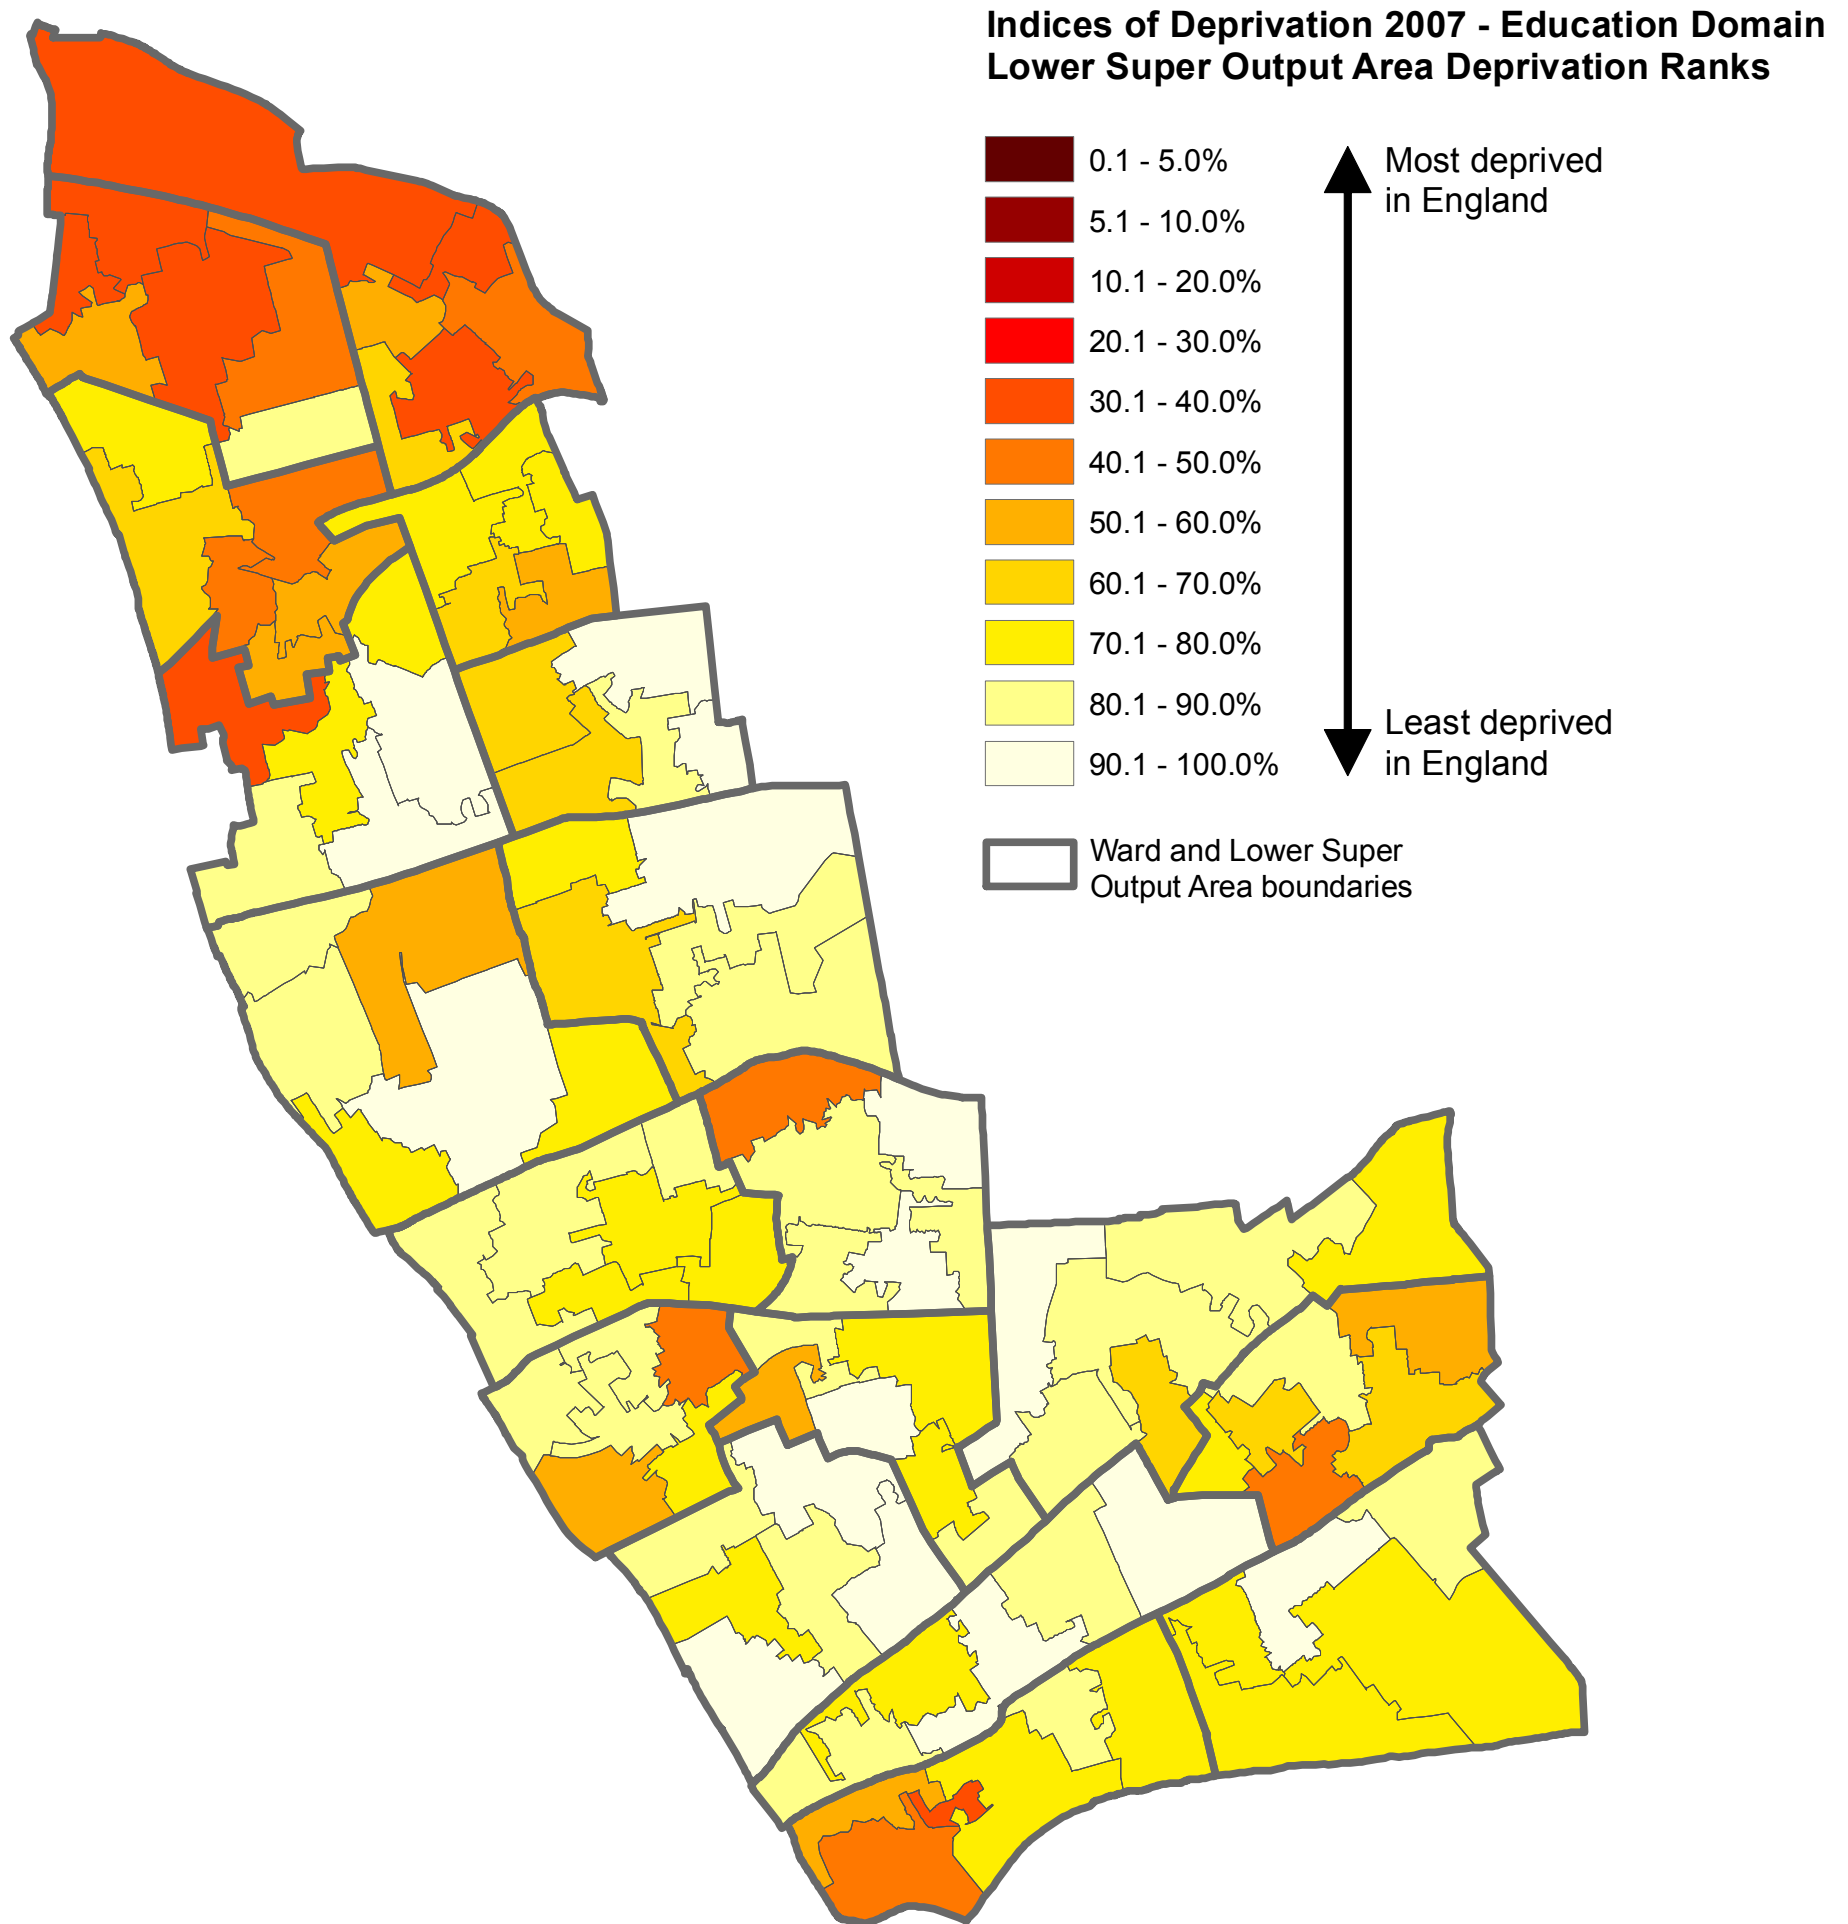 Indices of Deprivation 2007 - Education Domain
Lower Super Output Area Deprivation Ranks
0.1 - 5.0%
5.1 - 10.0%
10.1 - 20.0%
20.1 - 30.0%
30.1 - 40.0%
40.1 - 50.0%
50.1 - 60.0%
60.1 - 70.0%
70.1 - 80.0%
80.1 - 90.0%
90.1 - 100.0%
Most deprived
in England
Least deprived
in England
Ward and Lower Super
Output Area boundaries